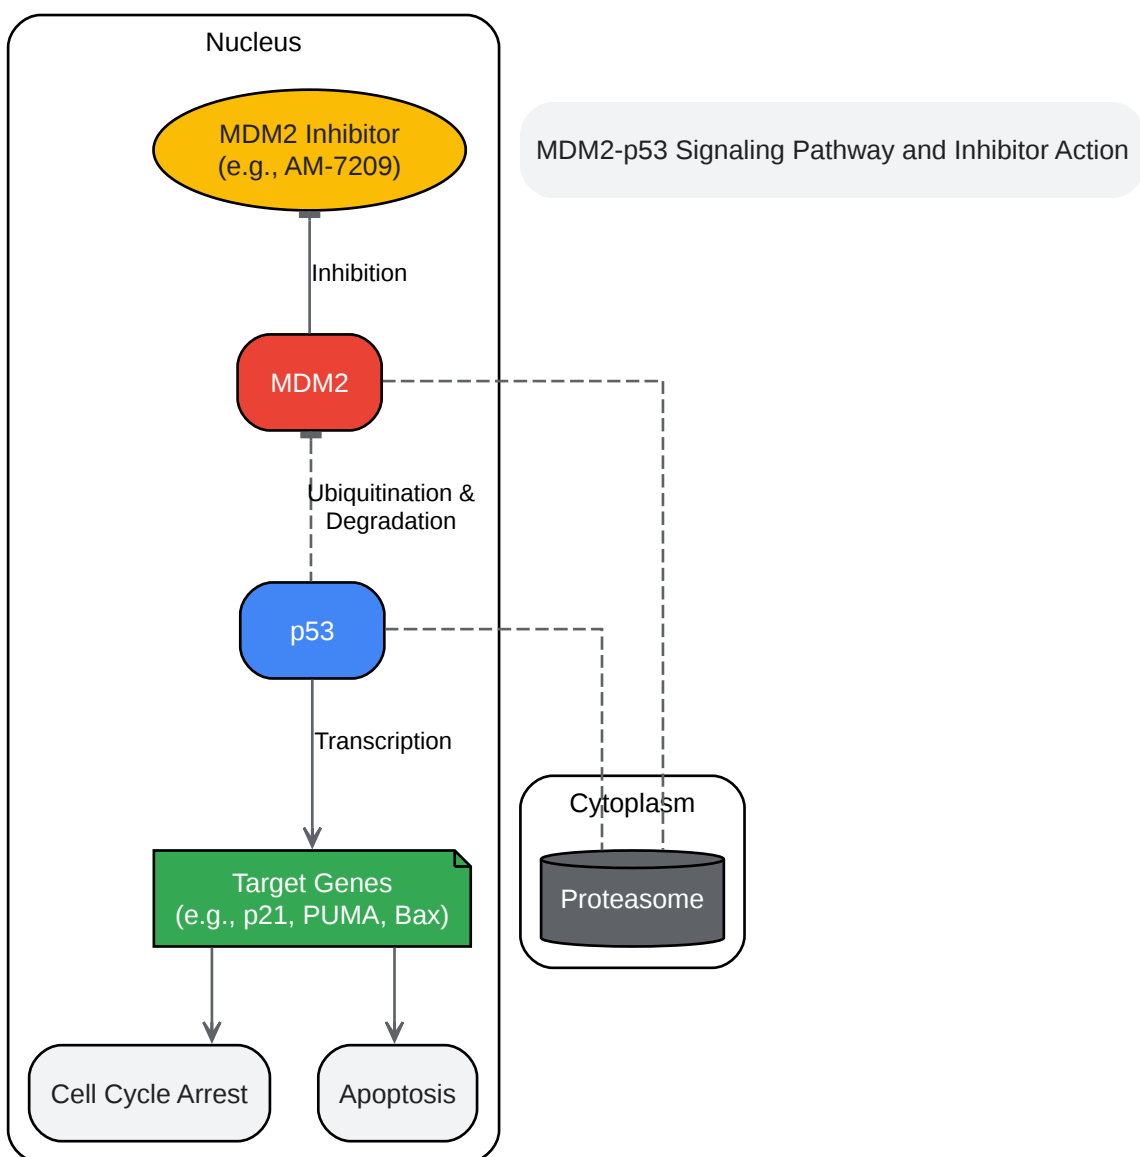 Nucleus
MDM2 Inhibitor
(e.g., AM-7209)
MDM2-p53 Signaling Pathway and Inhibitor Action
Inhibition
MDM2
Ubiquitination &
Degradation
p53
Transcription
Cytoplasm
Target Genes
(e.g., p21, PUMA, Bax)
Proteasome
Cell Cycle Arrest
Apoptosis